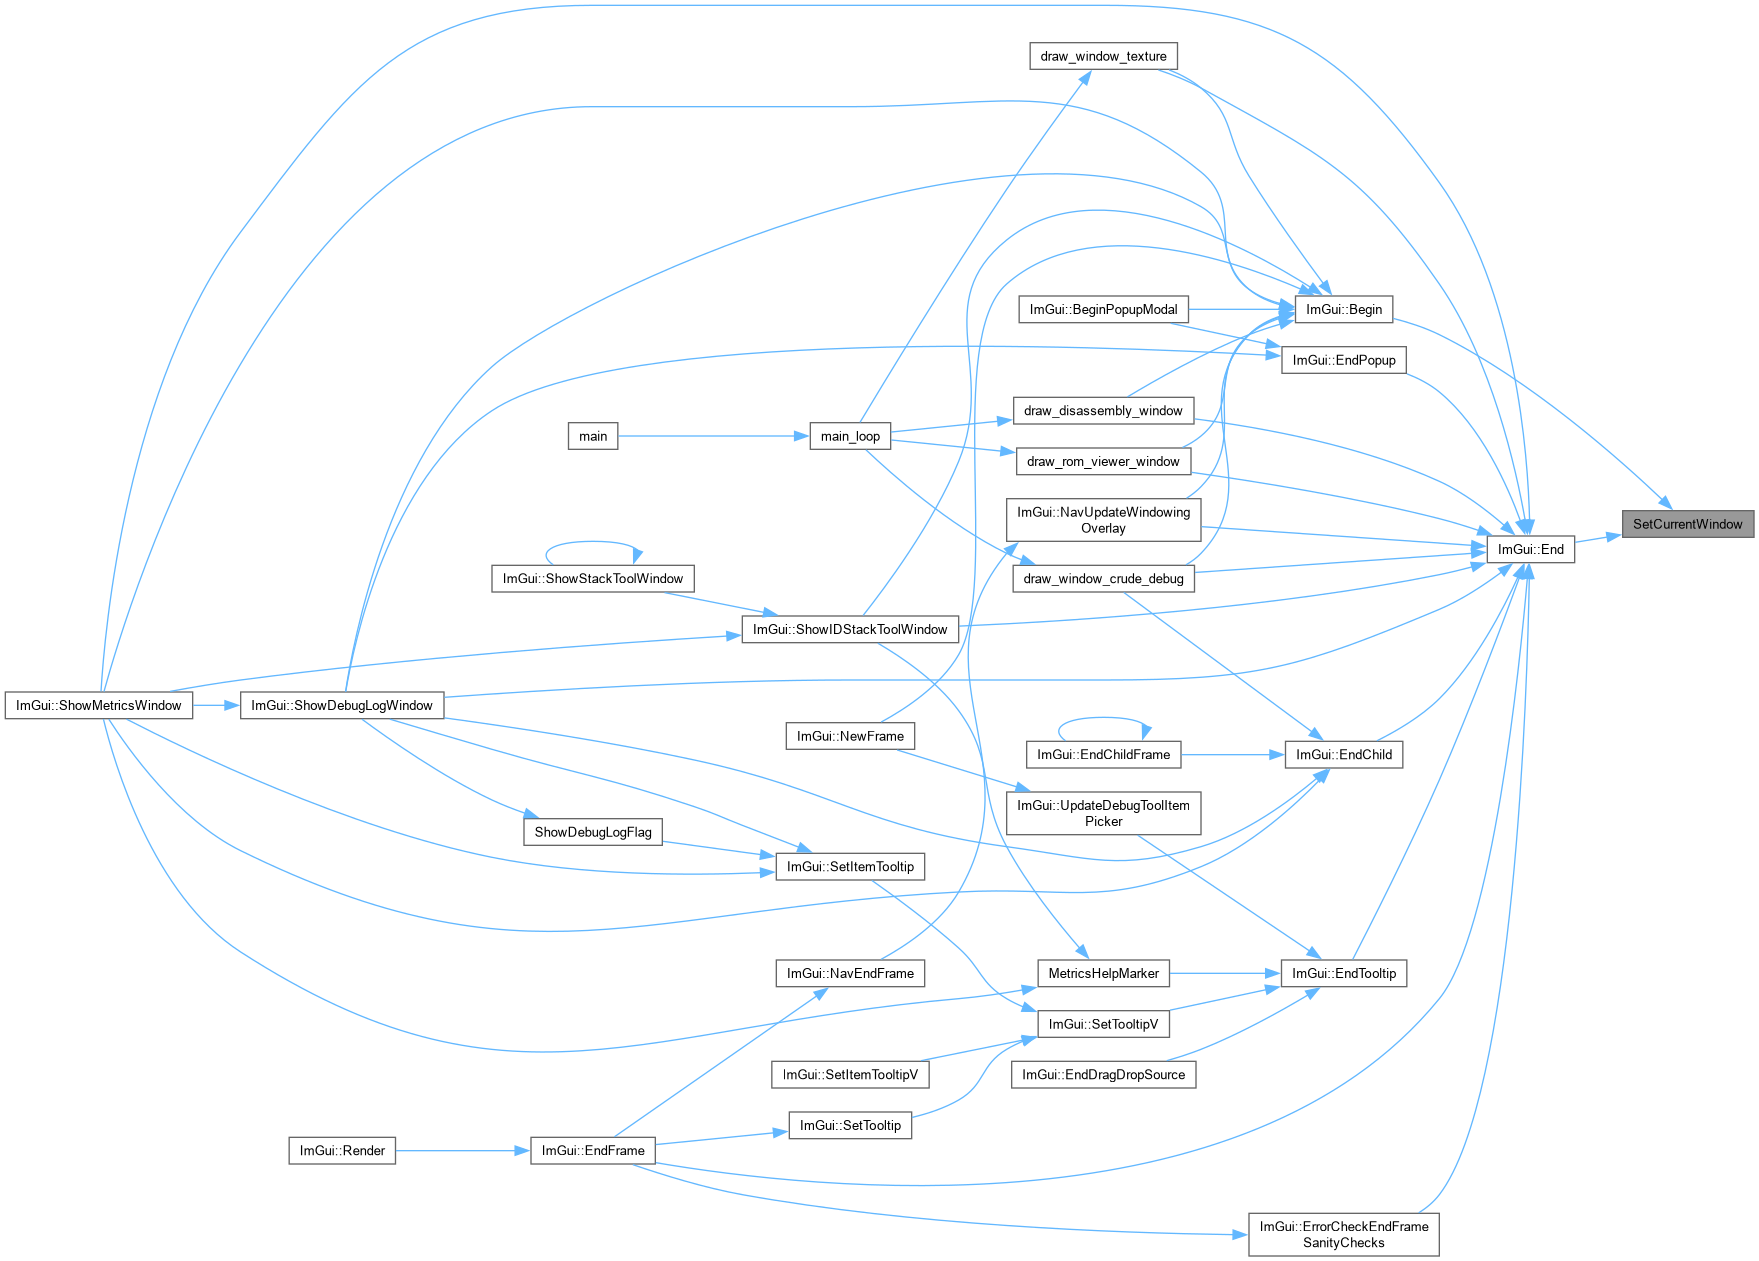 draw_window_texture
ImGui::BeginPopupModal
ImGui::Begin
ImGui::EndPopup
draw_disassembly_window
main
main_loop
draw_rom_viewer_window
ImGui::NavUpdateWindowing
Overlay
SetCurrentWindow
ImGui::End
ImGui::ShowStackToolWindow
draw_window_crude_debug
ImGui::ShowIDStackToolWindow
ImGui::ShowMetricsWindow
ImGui::ShowDebugLogWindow
ImGui::NewFrame
ImGui::EndChildFrame
ImGui::EndChild
ImGui::UpdateDebugToolItem
Picker
ShowDebugLogFlag
ImGui::SetItemTooltip
ImGui::NavEndFrame
MetricsHelpMarker
ImGui::EndTooltip
ImGui::SetTooltipV
ImGui::SetItemTooltipV
ImGui::EndDragDropSource
ImGui::SetTooltip
ImGui::Render
ImGui::EndFrame
ImGui::ErrorCheckEndFrame
SanityChecks